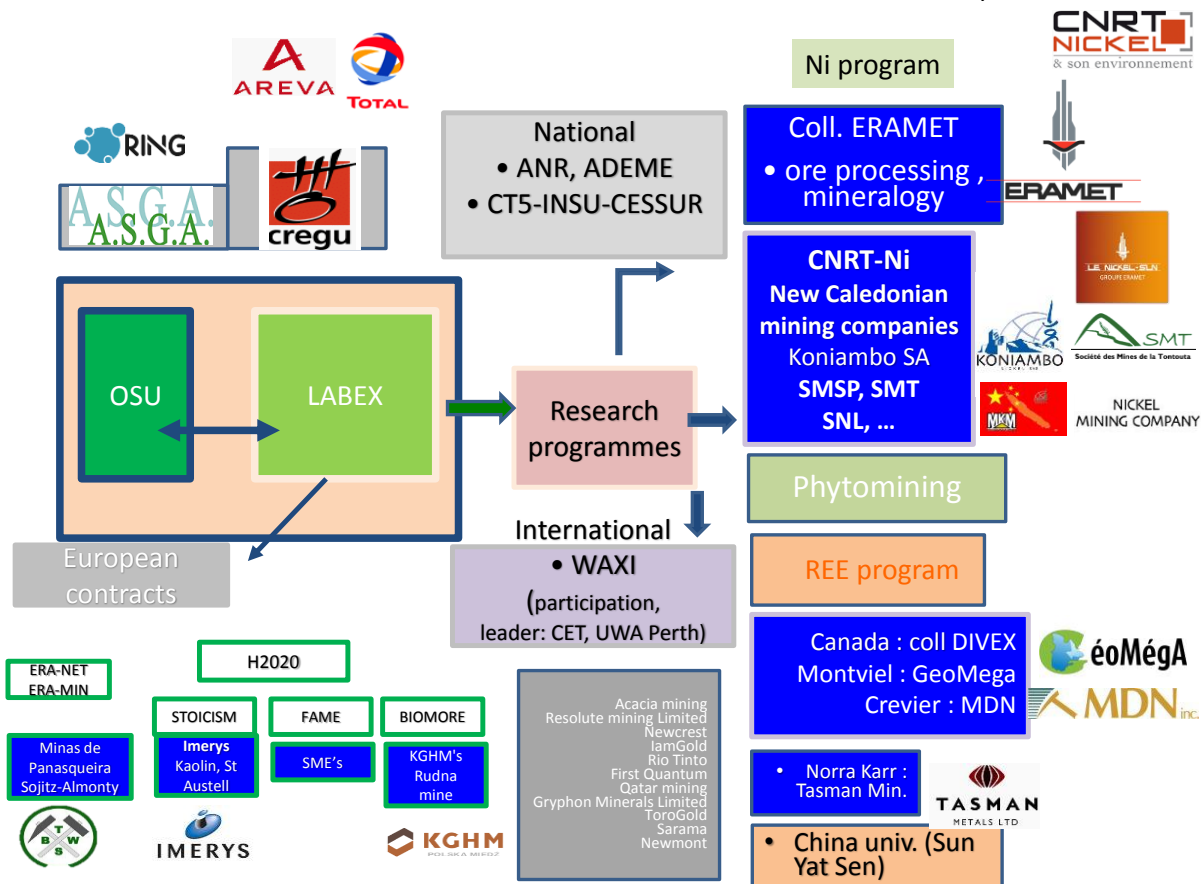 CNRT
NICKEL
& son environnement
AREVA
TOTAL
Ni program
RING
A.S.G.A.
A.S.G.A.
cregu
National
• ANR, ADEME
• CT5-INSU-CESSUR
Coll. ERAMET
• ore processing ,
mineralogy
ERAMET
LE NICKEL-SLN
GROUPE ERAMET
CNRT-Ni
New Caledonian
mining companies
Koniambo SA
SMSP, SMT
SNL, ...
KONIAMBO
NICKEL SAS
SMT
Société des Mines de la Tontouta
MKM
NICKEL
MINING COMPANY
OSU
LABEX
Research
programmes
Phytomining
European
contracts
International
• WAXI
(participation,
leader: CET, UWA Perth)
REE program
Canada : coll DIVEX
Montviel : GeoMega
Crevier : MDN
éoMégA
MDN inc.
ERA-NET
ERA-MIN
H2020
STOICISM
FAME
BIOMORE
Minas de
Panasqueira
Sojitz-Almonty
Imerys
Kaolin, St
Austell
SME's
KGHM's
Rudna
mine
B T W S
IMERYS
KGHM
POLSKA MIEDŹ
Acacia mining
Resolute mining Limited
Newcrest
IamGold
Rio Tinto
First Quantum
Qatar mining
Gryphon Minerals Limited
ToroGold
Sarama
Newmont
• Norra Karr :
Tasman Min.
TASMAN
METALS LTD
• China univ. (Sun
Yat Sen)